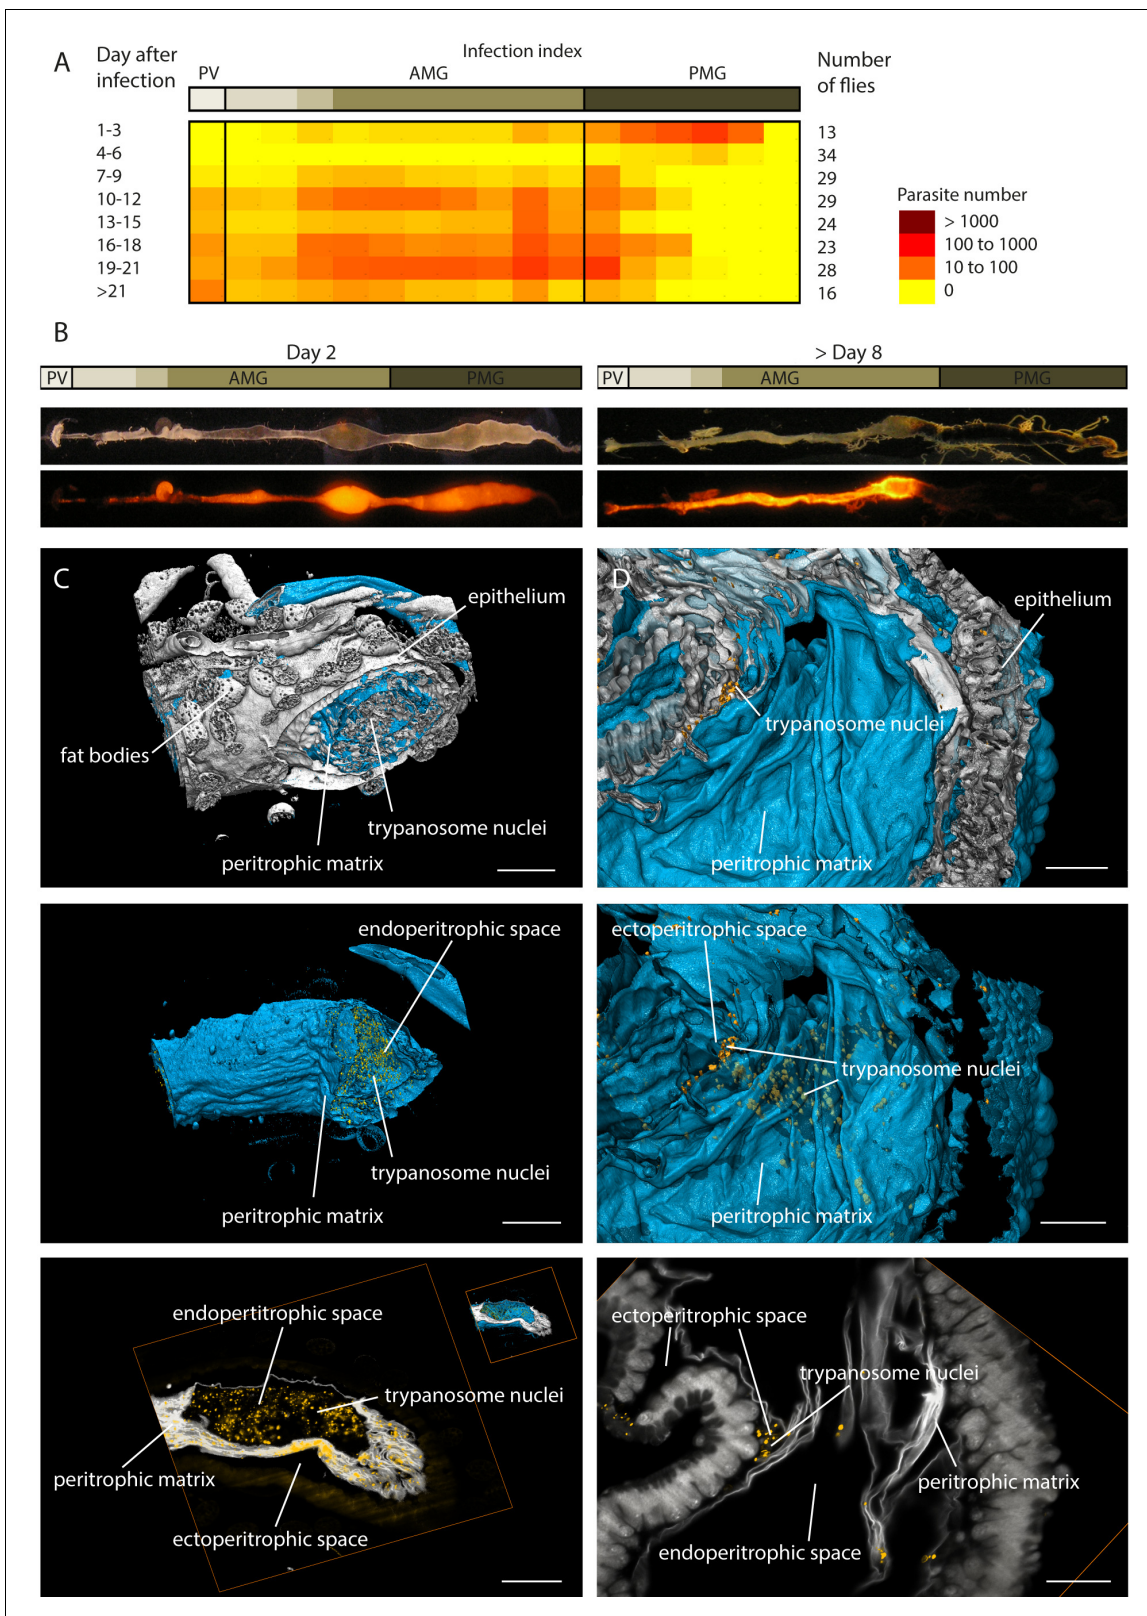 A
Day after
infection
Infection index
Number
of flies
PV
AMG
PMG
1-3
13
4-6
34
7-9
29
10-12
29
13-15
24
16-18
23
19-21
28
>21
16
Parasite number
> 1000
100 to 1000
10 to 100
0
B
Day 2
PV
AMG
PMG
> Day 8
PV
AMG
PMG
C
epithelium
fat bodies
trypanosome nuclei
peritrophic matrix
D
epithelium
trypanosome nuclei
peritrophic matrix
endoperitrophic space
trypanosome nuclei
peritrophic matrix
ectoperitrophic space
trypanosome nuclei
peritrophic matrix
endopertitrophic space
trypanosome nuclei
peritrophic matrix
ectoperitrophic space
ectoperitrophic space
trypanosome nuclei
peritrophic matrix
endoperitrophic space